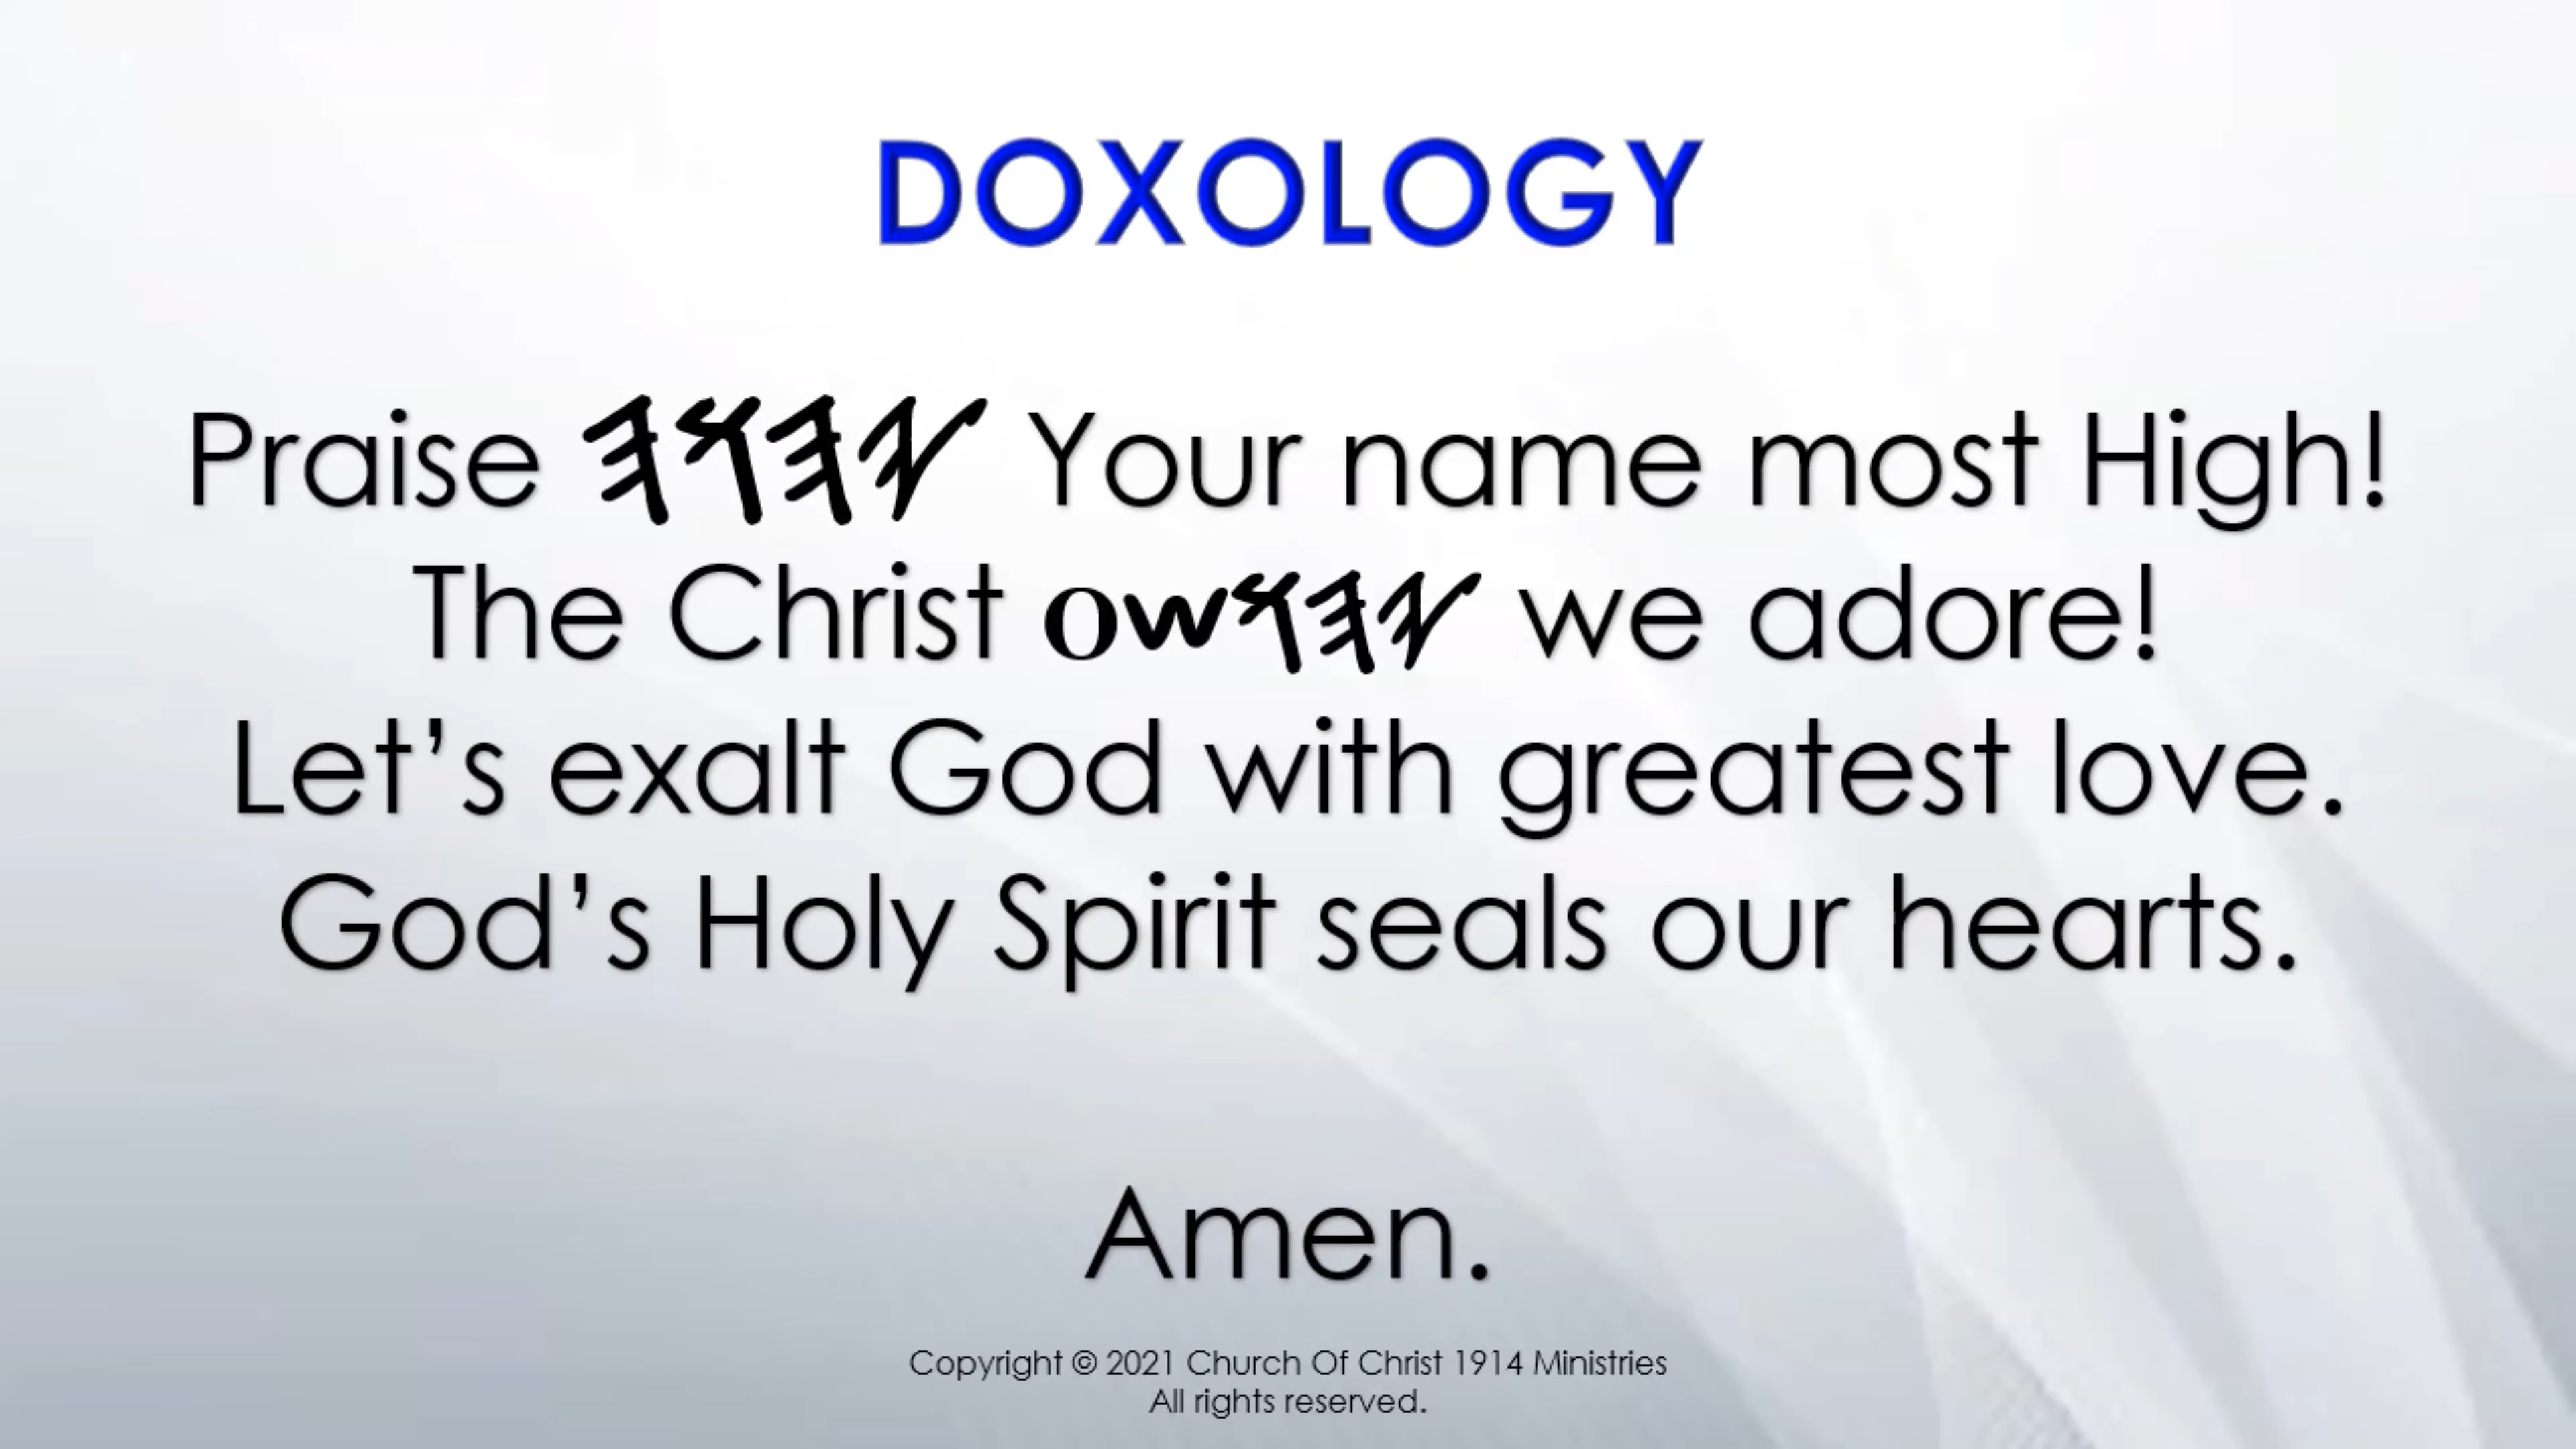 DOXOLOGY
Praise 𐤉𐤄𐤅𐤄 Your name most High!
The Christ 𐤉𐤄𐤅𐤔𐤏 we adore!
Let’s exalt God with greatest love.
God’s Holy Spirit seals our hearts.
Amen.
Copyright © 2021 Church Of Christ 1914 Ministries
All rights reserved.